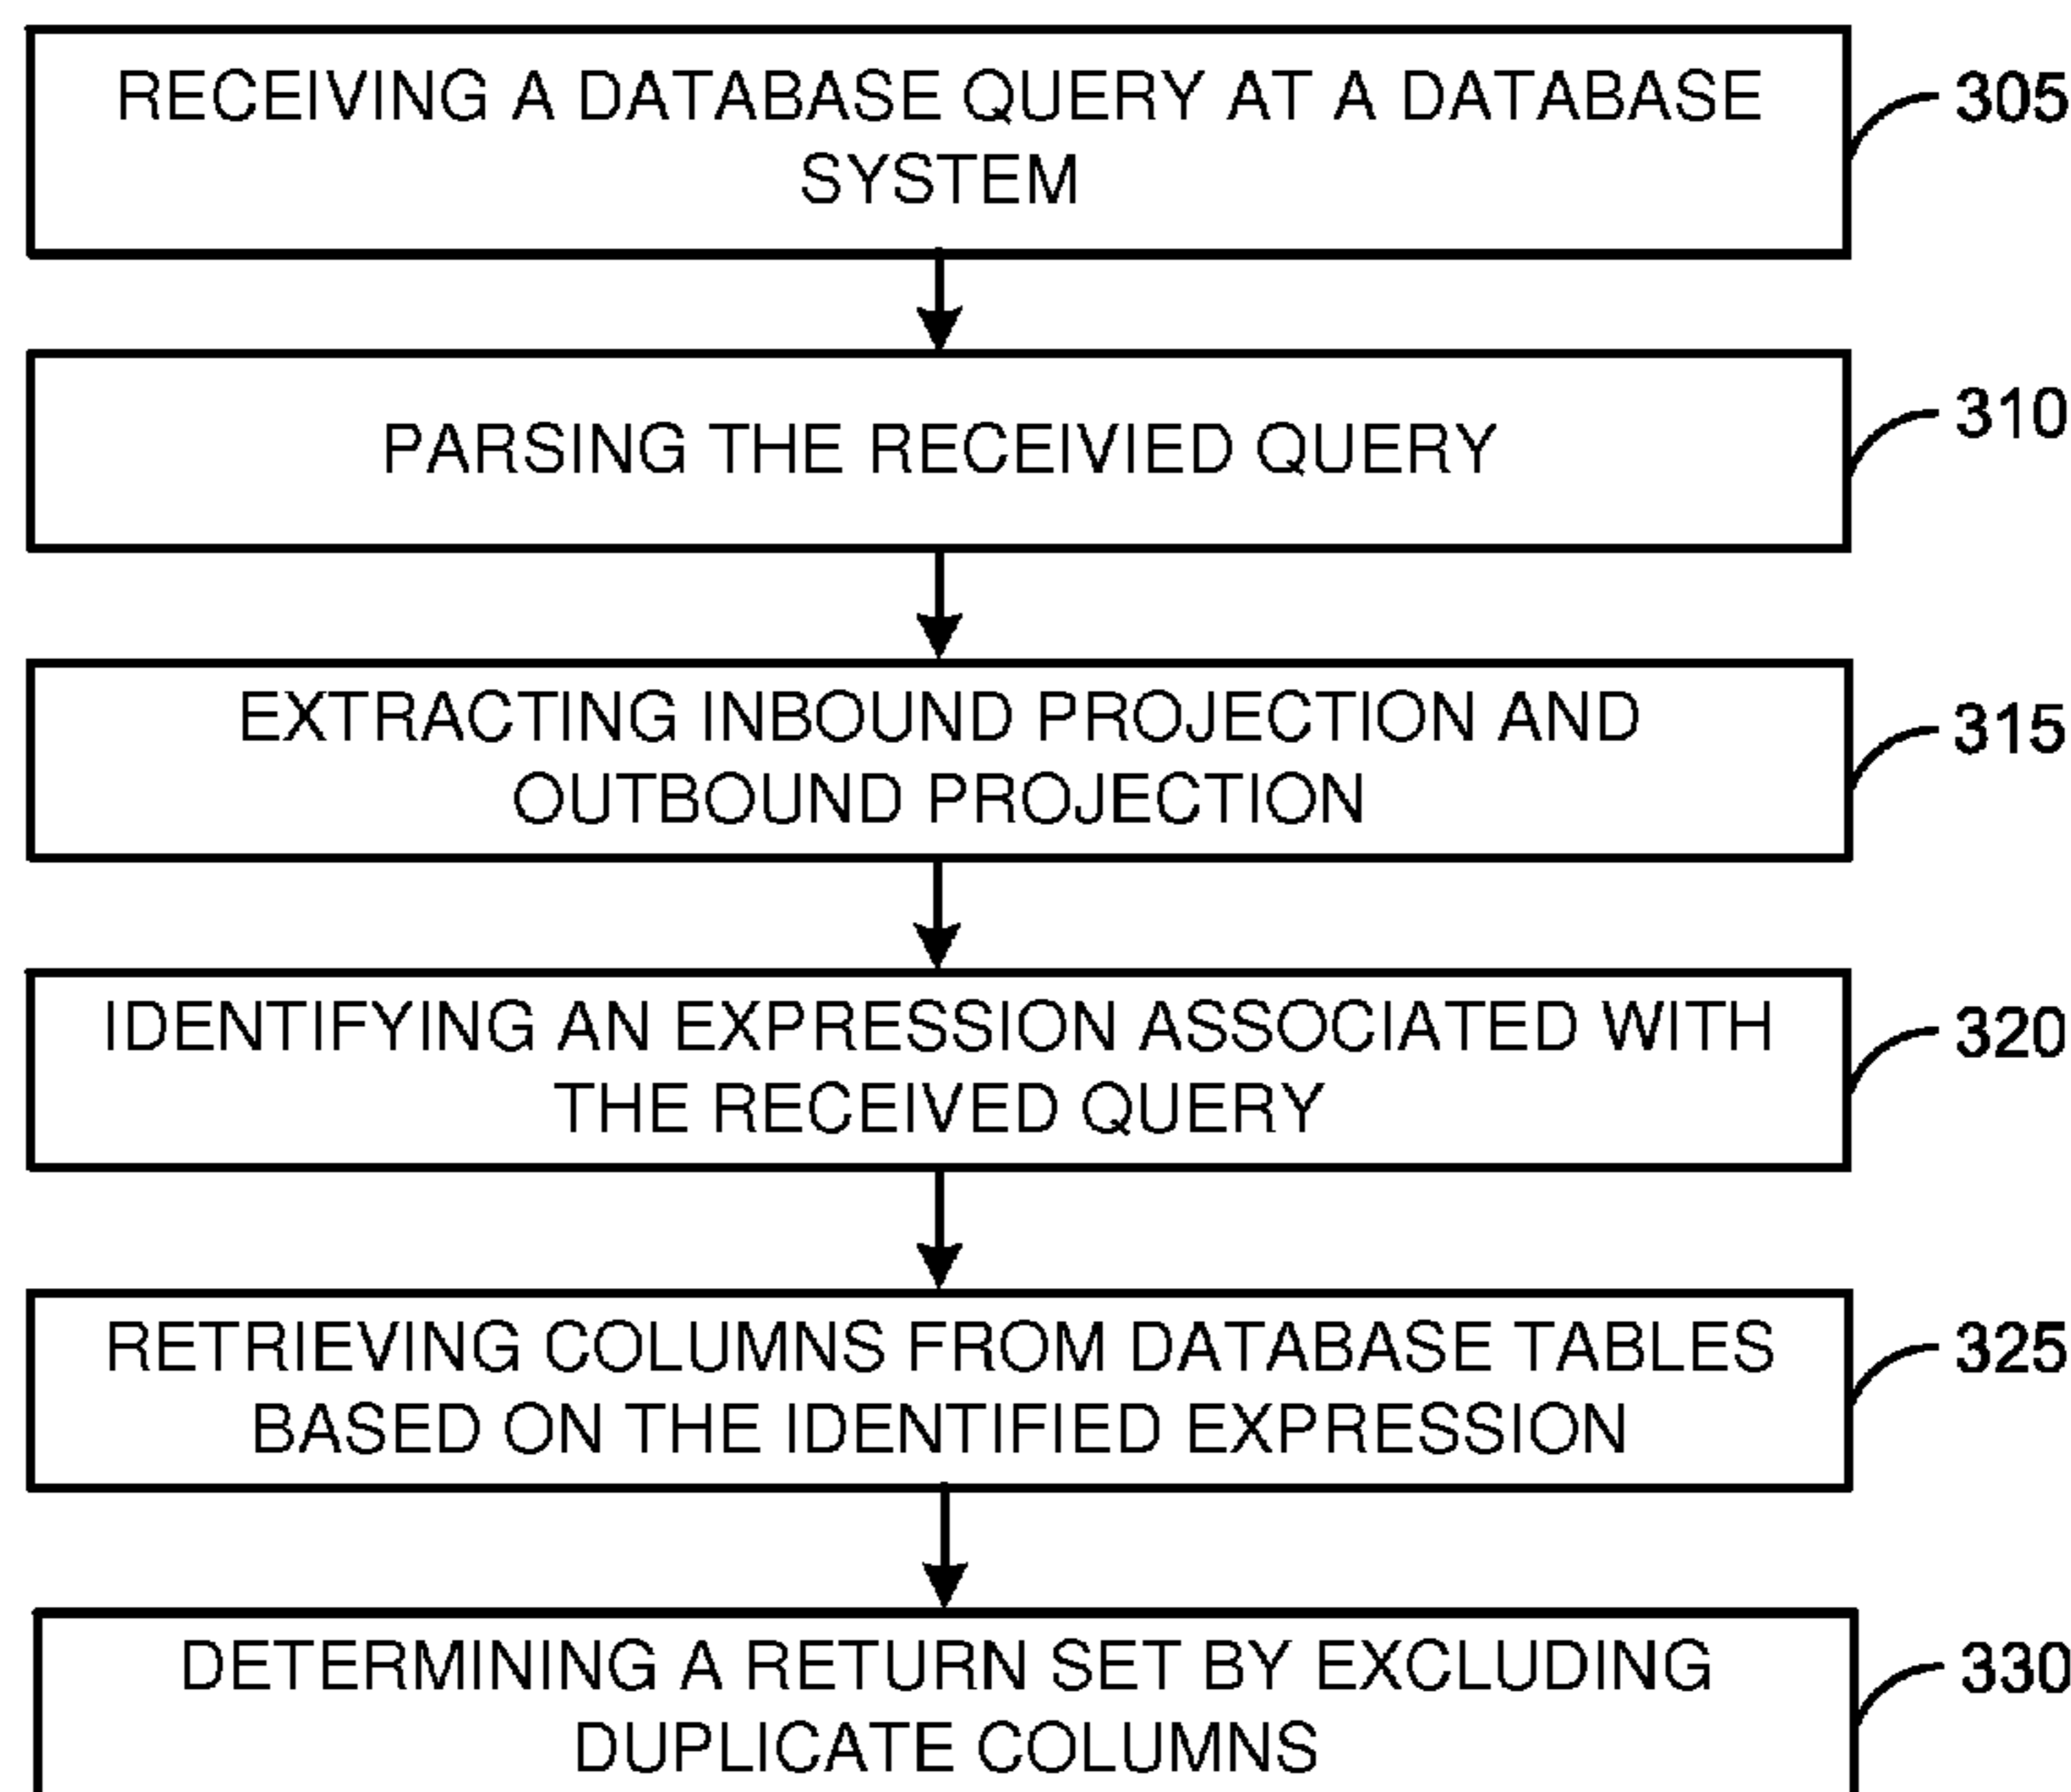 RECEIVING A DATABASE QUERY AT A DATABASE
SYSTEM
305
PARSING THE RECEIVIED QUERY
310
EXTRACTING INBOUND PROJECTION AND
OUTBOUND PROJECTION
315
IDENTIFYING AN EXPRESSION ASSOCIATED WITH
THE RECEIVED QUERY
320
RETRIEVING COLUMNS FROM DATABASE TABLES
BASED ON THE IDENTIFIED EXPRESSION
325
DETERMINING A RETURN SET BY EXCLUDING
DUPLICATE COLUMNS
330